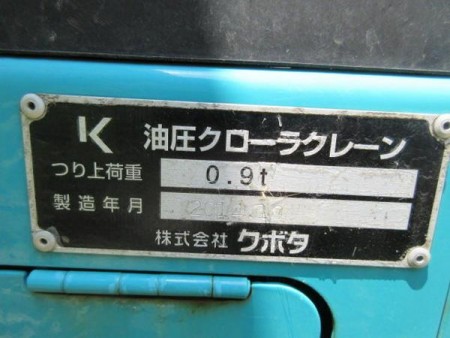 K 油圧クローラクレーン
つり上荷重 0.9t
製造年月
株式会社 クボタ